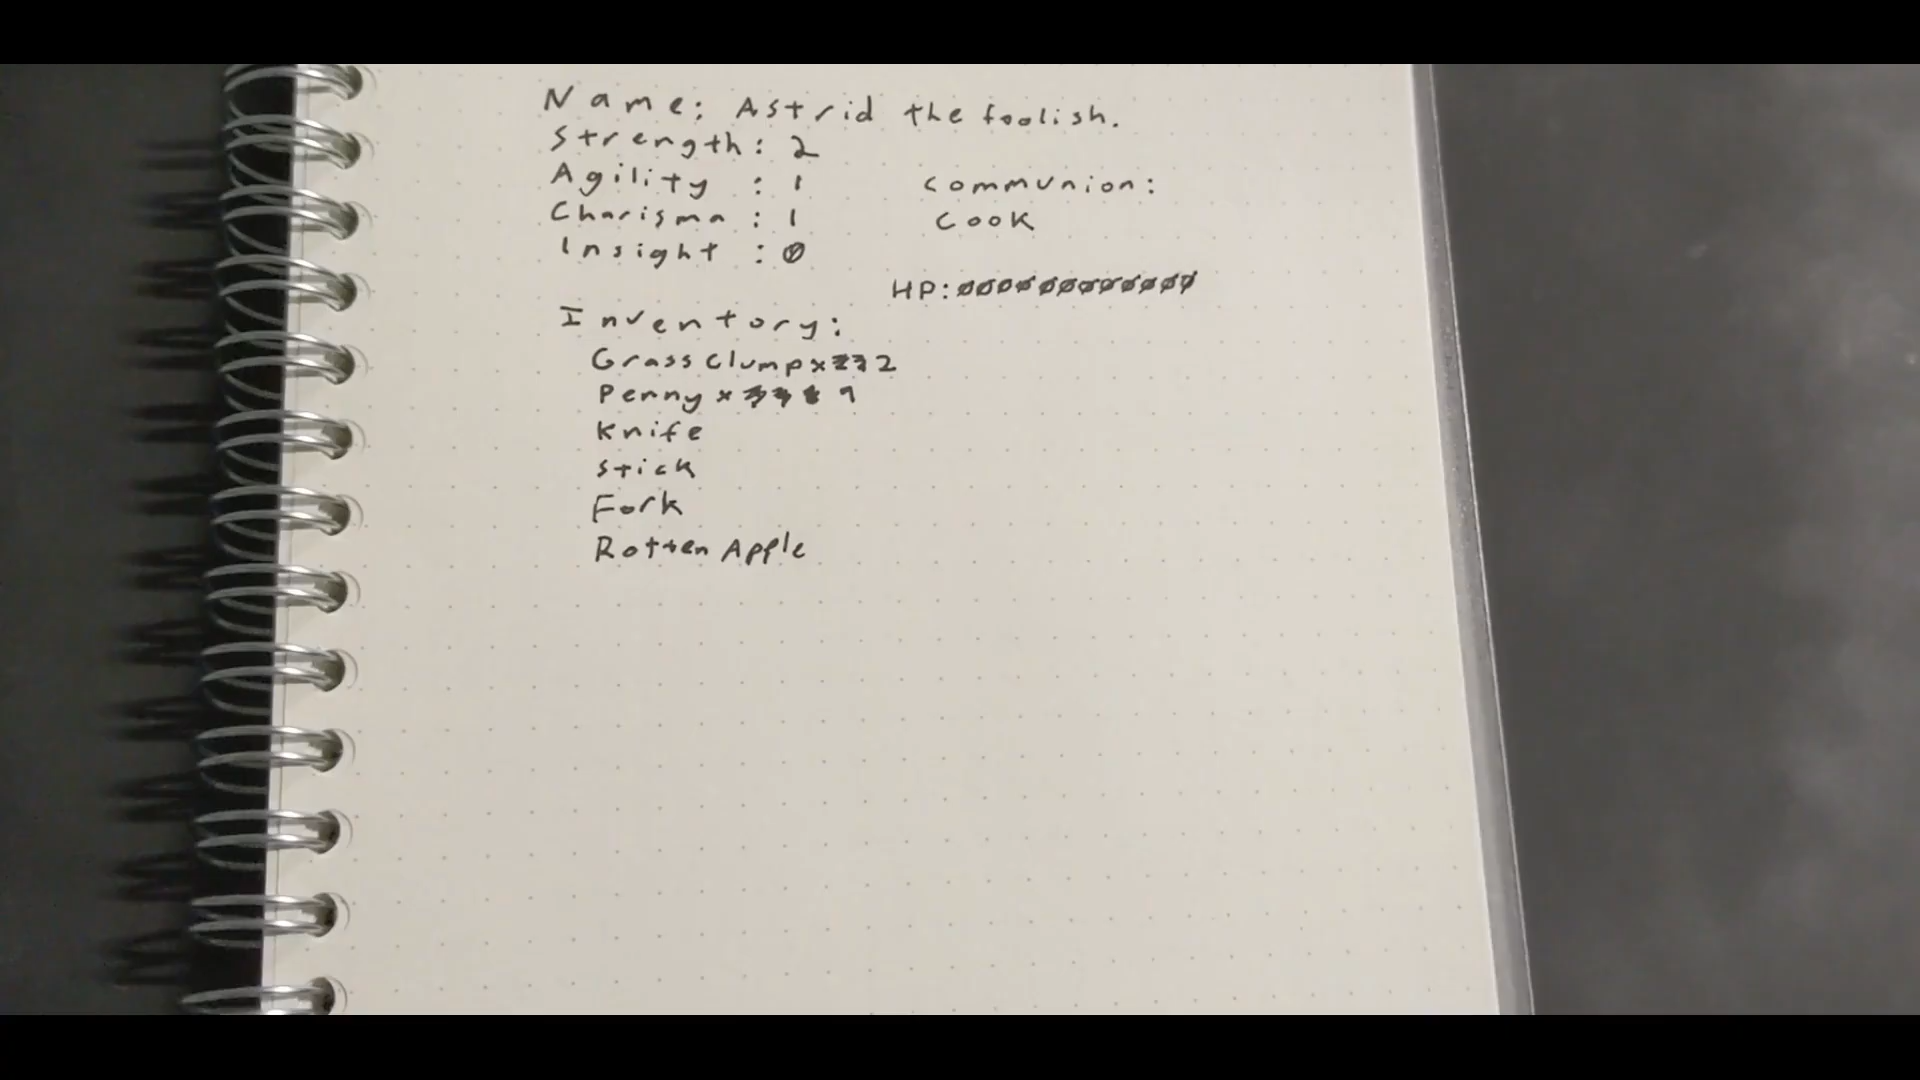 Name: Astrid the foolish.
Strength: 2
Agility : 1
Charisma : 1
Insight : 0
Communion:
Cook
HP:
Inventory:
Grass Clump x 2
Penny x 9
Knife
Stick
Fork
Rotten Apple